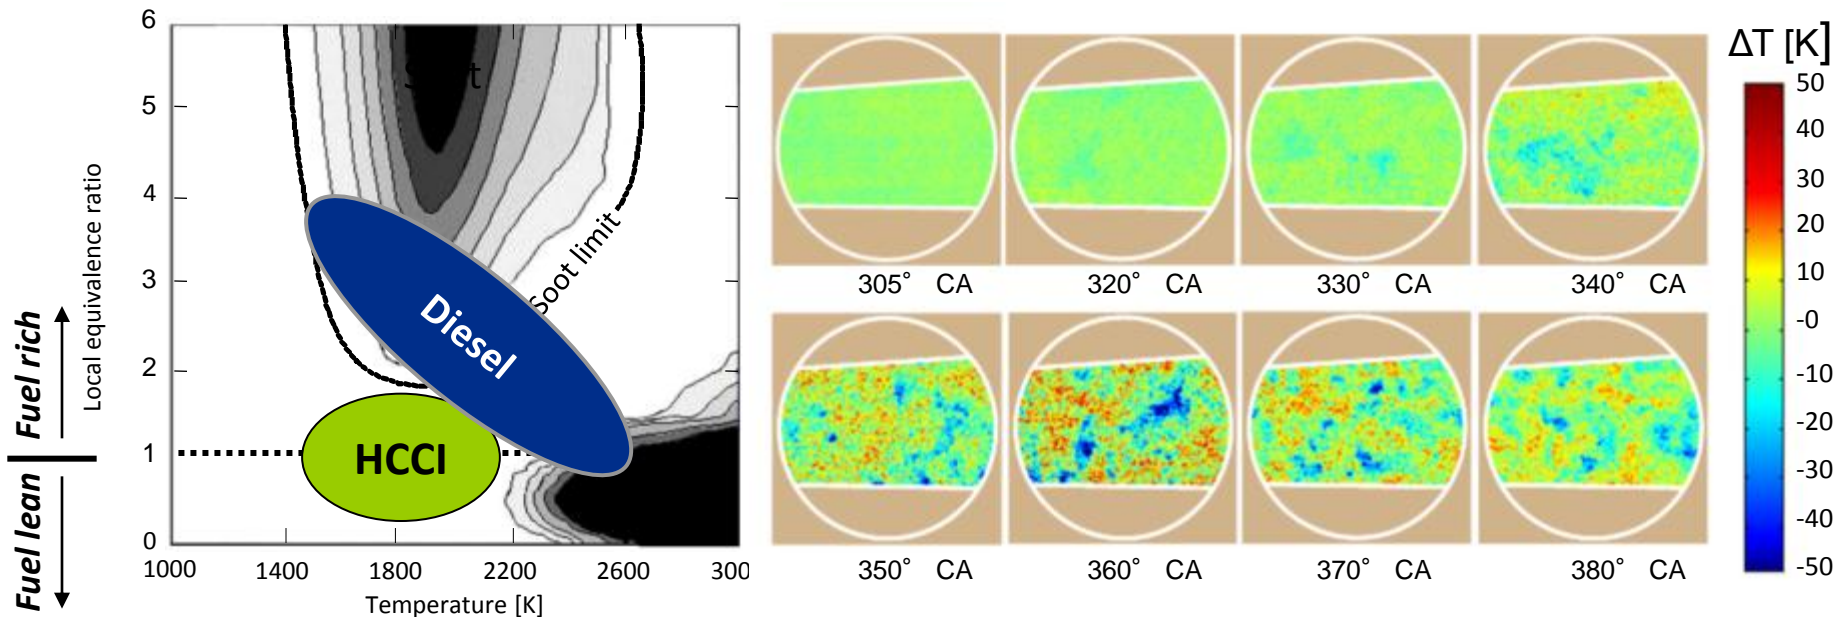 6
5
4
3
2
1
0
1000
1400
1800
2200
2600
300
Temperature [K]
Local equivalence ratio
Fuel rich
Fuel lean
Soot limit
Diesel
HCCI
305° CA
320° CA
330° CA
340° CA
350° CA
360° CA
370° CA
380° CA
ΔT [K]
50
40
30
20
10
-0
-10
-20
-30
-40
-50